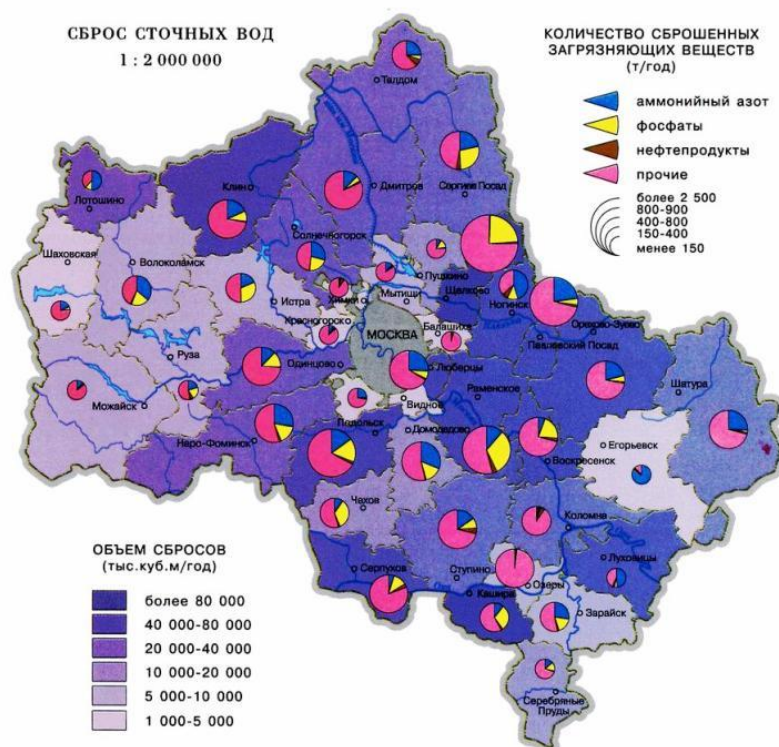 СБРОС СТОЧНЫХ ВОД
1 : 2 000 000
КОЛИЧЕСТВО СБРОШЕННЫХ
ЗАГРЯЗНЯЮЩИХ ВЕЩЕСТВ
(т/год)
аммонийный азот
фосфаты
нефтепродукты
прочие
более 2 500
800-900
400-800
150-400
менее 150
Талдом
Клин
Дмитров
Сергиев Посад
Лотошино
Солнечногорск
Шаховская
Волоколамск
Пушкино
Истра
Химки
Мытищи
Щелково
Ногинск
Красногорск
МОСКВА
Балашиха
Орехово-Зуево
Павловский Посад
Руза
Одинцово
Люберцы
Шатура
Можайск
Видное
Раменское
Подольск
Домодедово
Егорьевск
Наро-Фоминск
Воскресенск
Чехов
Коломна
Серпухов
Ступино
Озеры
Луховицы
Кашира
Зарайск
Серебряные
Пруды
ОБЪЕМ СБРОСОВ
(тыс.куб.м/год)
более 80 000
40 000-80 000
20 000-40 000
10 000-20 000
5 000-10 000
1 000-5 000